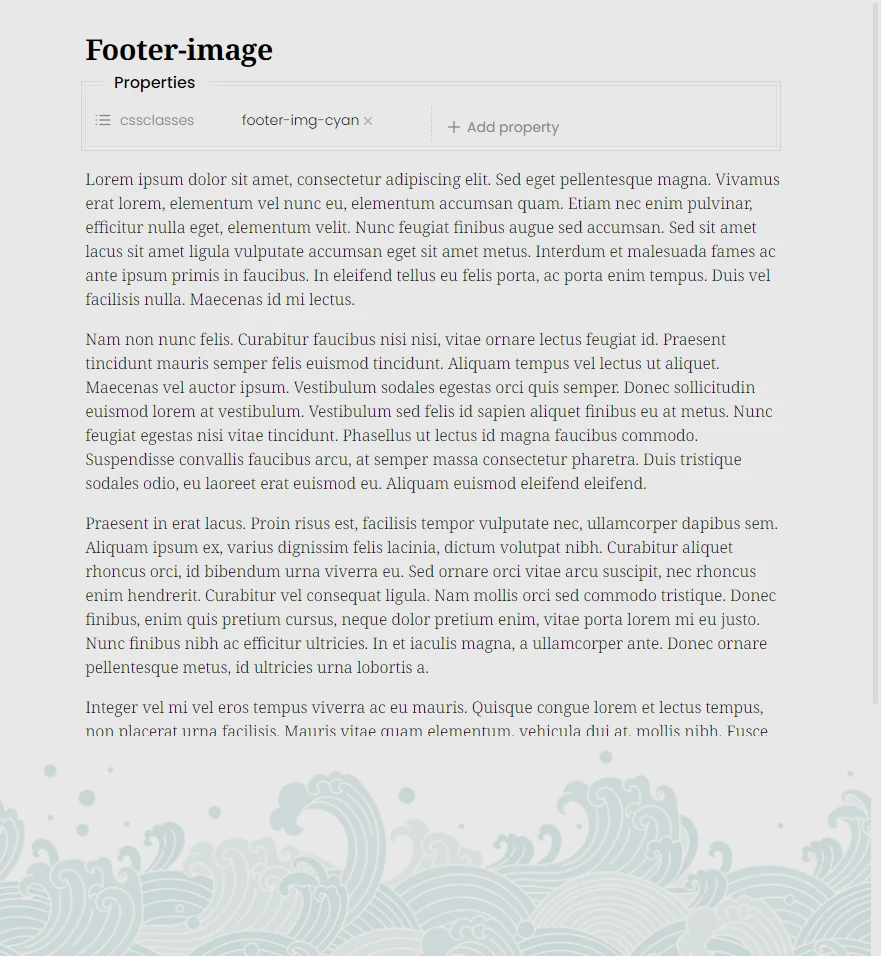 Footer-image
Properties
cssclasses footer-img-cyan × + Add property
Lorem ipsum dolor sit amet, consectetur adipiscing elit. Sed eget pellentesque magna. Vivamus
erat lorem, elementum vel nunc eu, elementum accumsan quam. Etiam nec enim pulvinar,
efficitur nulla eget, elementum velit. Nunc feugiat finibus augue sed accumsan. Sed sit amet
lacus sit amet ligula vulputate accumsan eget sit amet metus. Interdum et malesuada fames ac
ante ipsum primis in faucibus. In eleifend tellus eu felis porta, ac porta enim tempus. Duis vel
facilisis nulla. Maecenas id mi lectus.
Nam non nunc felis. Curabitur faucibus nisi nisi, vitae ornare lectus feugiat id. Praesent
tincidunt mauris semper felis euismod tincidunt. Aliquam tempus vel lectus ut aliquet.
Maecenas vel auctor ipsum. Vestibulum sodales egestas orci quis semper. Donec sollicitudin
euismod lorem at vestibulum. Vestibulum sed felis id sapien aliquet finibus eu at metus. Nunc
feugiat egestas nisi vitae tincidunt. Phasellus ut lectus id magna faucibus commodo.
Suspendisse convallis faucibus arcu, at semper massa consectetur pharetra. Duis tristique
sodales odio, eu laoreet erat euismod eu. Aliquam euismod eleifend eleifend.
Praesent in erat lacus. Proin risus est, facilisis tempor vulputate nec, ullamcorper dapibus sem.
Aliquam ipsum ex, varius dignissim felis lacinia, dictum volutpat nibh. Curabitur aliquet
rhoncus orci, id bibendum urna viverra eu. Sed ornare orci vitae arcu suscipit, nec rhoncus
enim hendrerit. Curabitur vel consequat ligula. Nam mollis orci sed commodo tristique. Donec
finibus, enim quis pretium cursus, neque dolor pretium enim, vitae porta lorem mi eu justo.
Nunc finibus nibh ac efficitur ultricies. In et iaculis magna, a ullamcorper ante. Donec ornare
pellentesque metus, id ultricies urna lobortis a.
Integer vel mi vel eros tempus viverra ac eu mauris. Quisque congue lorem et lectus tempus,
non placerat urna facilisis. Mauris vitae quam elementum, vehicula dui at, mollis nibh. Fusce